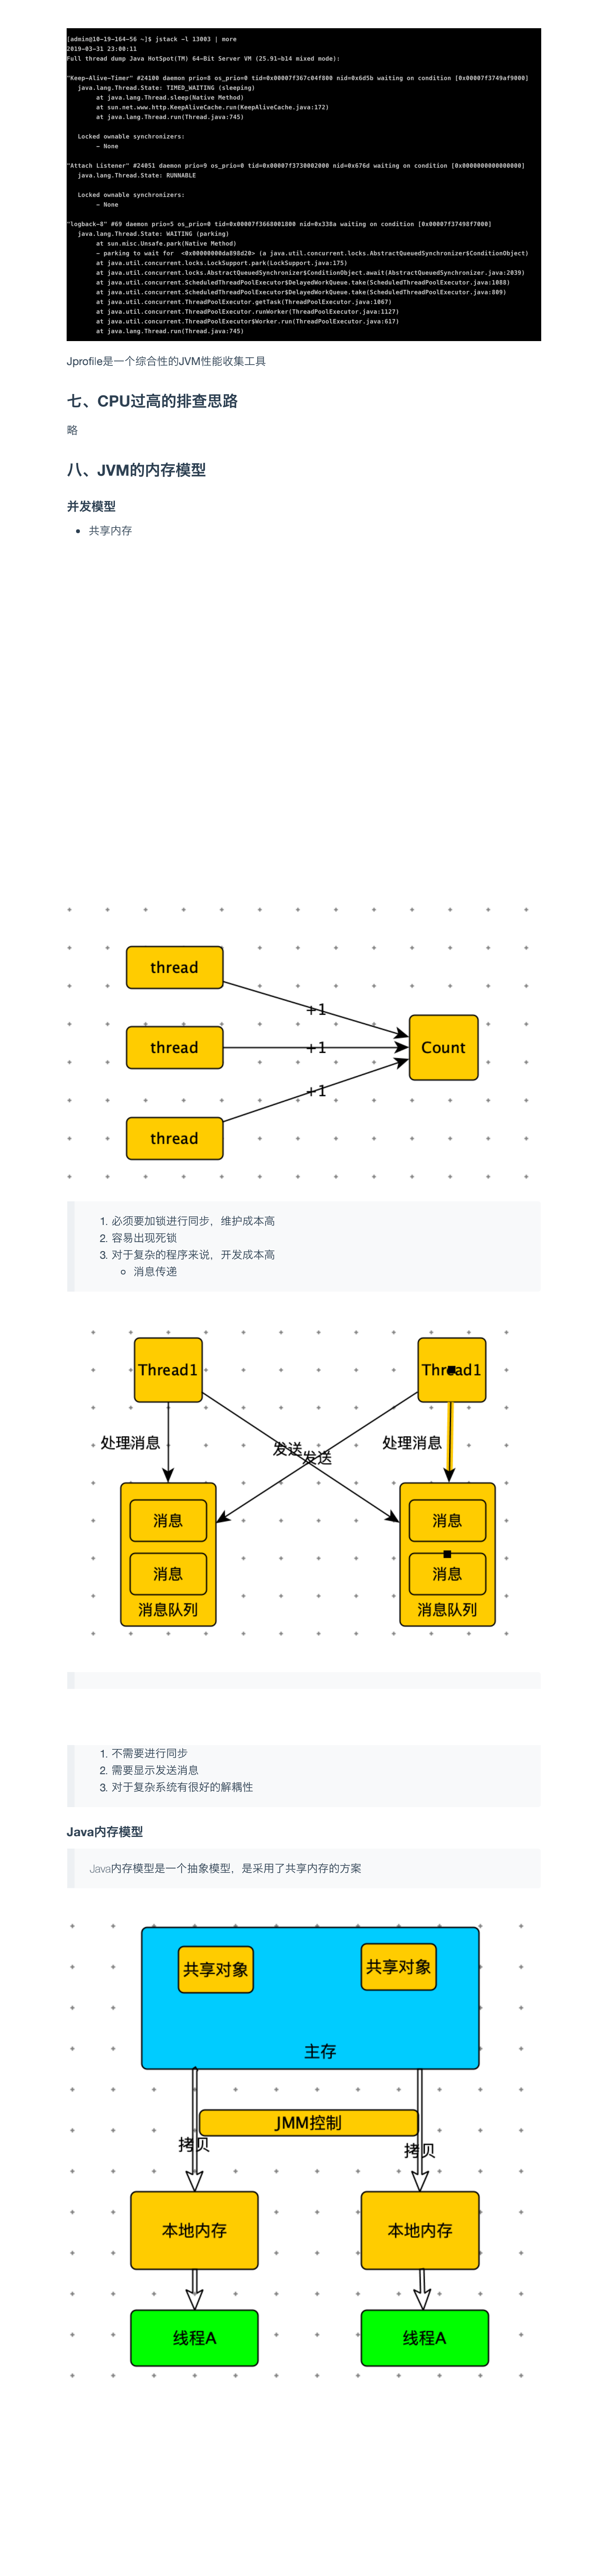 [admin@10-19-164-56 ~]$ jstack -l 13003 | more
2019-03-31 23:00:11
Full thread dump Java HotSpot(TM) 64-Bit Server VM (25.91-b14 mixed mode):
"Keep-Alive-Timer" #24100 daemon prio=8 os_prio=0 tid=0x00007f367c04f800 nid=0x6d5b waiting on condition [0x00007f3749af9000]
java.lang.Thread.State: TIMED_WAITING (sleeping)
at java.lang.Thread.sleep(Native Method)
at sun.net.www.http.KeepAliveCache.run(KeepAliveCache.java:172)
at java.lang.Thread.run(Thread.java:745)
Locked ownable synchronizers:
- None
"Attach Listener" #24051 daemon prio=9 os_prio=0 tid=0x00007f3730002000 nid=0x676d waiting on condition [0x0000000000000000]
java.lang.Thread.State: RUNNABLE
Locked ownable synchronizers:
- None
"logback-8" #69 daemon prio=5 os_prio=0 tid=0x00007f3668001800 nid=0x338a waiting on condition [0x00007f37498f7000]
java.lang.Thread.State: WAITING (parking)
at sun.misc.Unsafe.park(Native Method)
- parking to wait for <0x00000000da898d20> (a java.util.concurrent.locks.AbstractQueuedSynchronizer$ConditionObject)
at java.util.concurrent.locks.LockSupport.park(LockSupport.java:175)
at java.util.concurrent.locks.AbstractQueuedSynchronizer$ConditionObject.await(AbstractQueuedSynchronizer.java:2039)
at java.util.concurrent.ScheduledThreadPoolExecutor$DelayedWorkQueue.take(ScheduledThreadPoolExecutor.java:1088)
at java.util.concurrent.ScheduledThreadPoolExecutor$DelayedWorkQueue.take(ScheduledThreadPoolExecutor.java:809)
at java.util.concurrent.ThreadPoolExecutor.getTask(ThreadPoolExecutor.java:1067)
at java.util.concurrent.ThreadPoolExecutor.runWorker(ThreadPoolExecutor.java:1127)
at java.util.concurrent.ThreadPoolExecutor$Worker.run(ThreadPoolExecutor.java:617)
at java.lang.Thread.run(Thread.java:745)
Jprofile是一个综合性的JVM性能收集工具
七、CPU过高的排查思路
略
八、JVM的内存模型
并发模型
• 共享内存
thread
+1
thread
+1
Count
+1
thread
1. 必须要加锁进行同步，维护成本高
2. 容易出现死锁
3. 对于复杂的程序来说，开发成本高
◦ 消息传递
Thread1
Thread1
处理消息
发送
发送
处理消息
消息
消息
消息
消息
消息队列
消息队列
1. 不需要进行同步
2. 需要显示发送消息
3. 对于复杂系统有很好的解耦性
Java内存模型
Java内存模型是一个抽象模型，是采用了共享内存的方案
共享对象
共享对象
主存
JMM控制
拷贝
拷贝
本地内存
本地内存
线程A
线程A